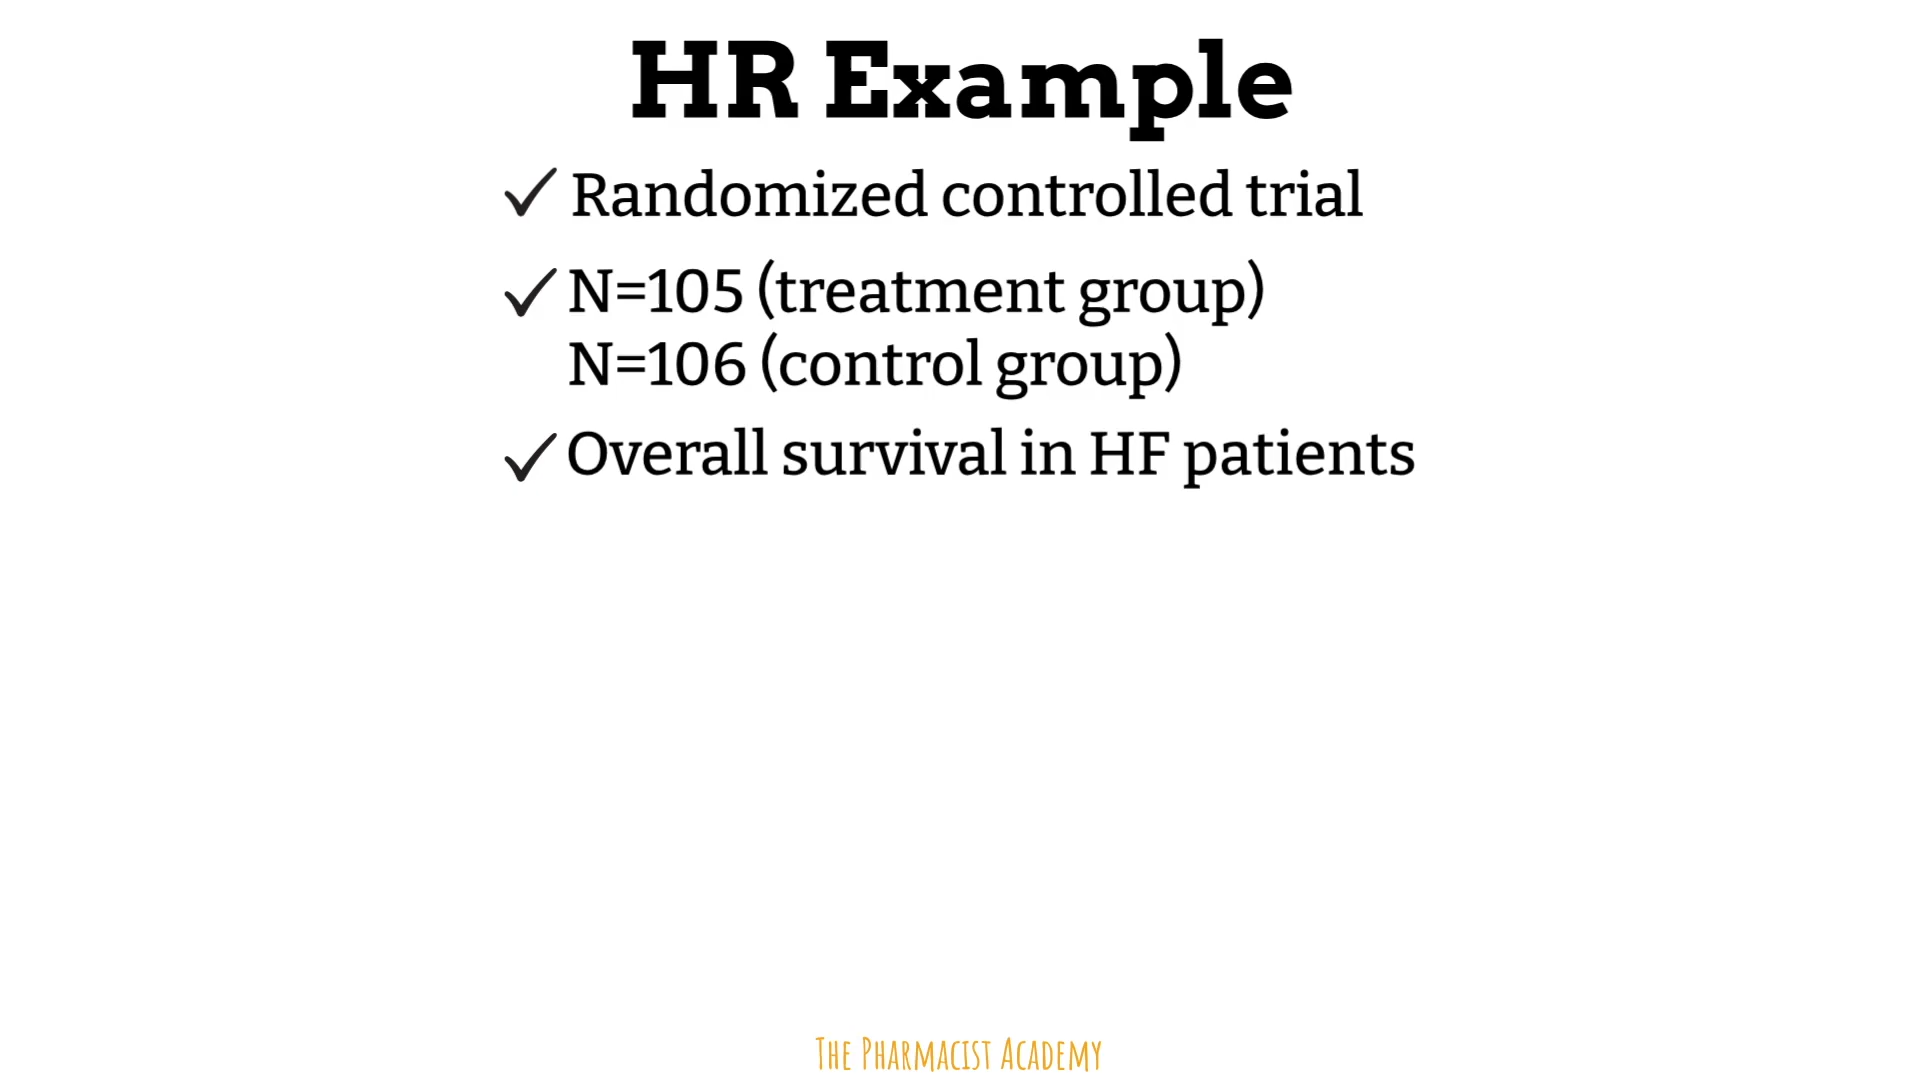 HR Example
Randomized controlled trial
N=105 (treatment group)
N=106 (control group)
Overall survival in HF patients
The Pharmacist Academy